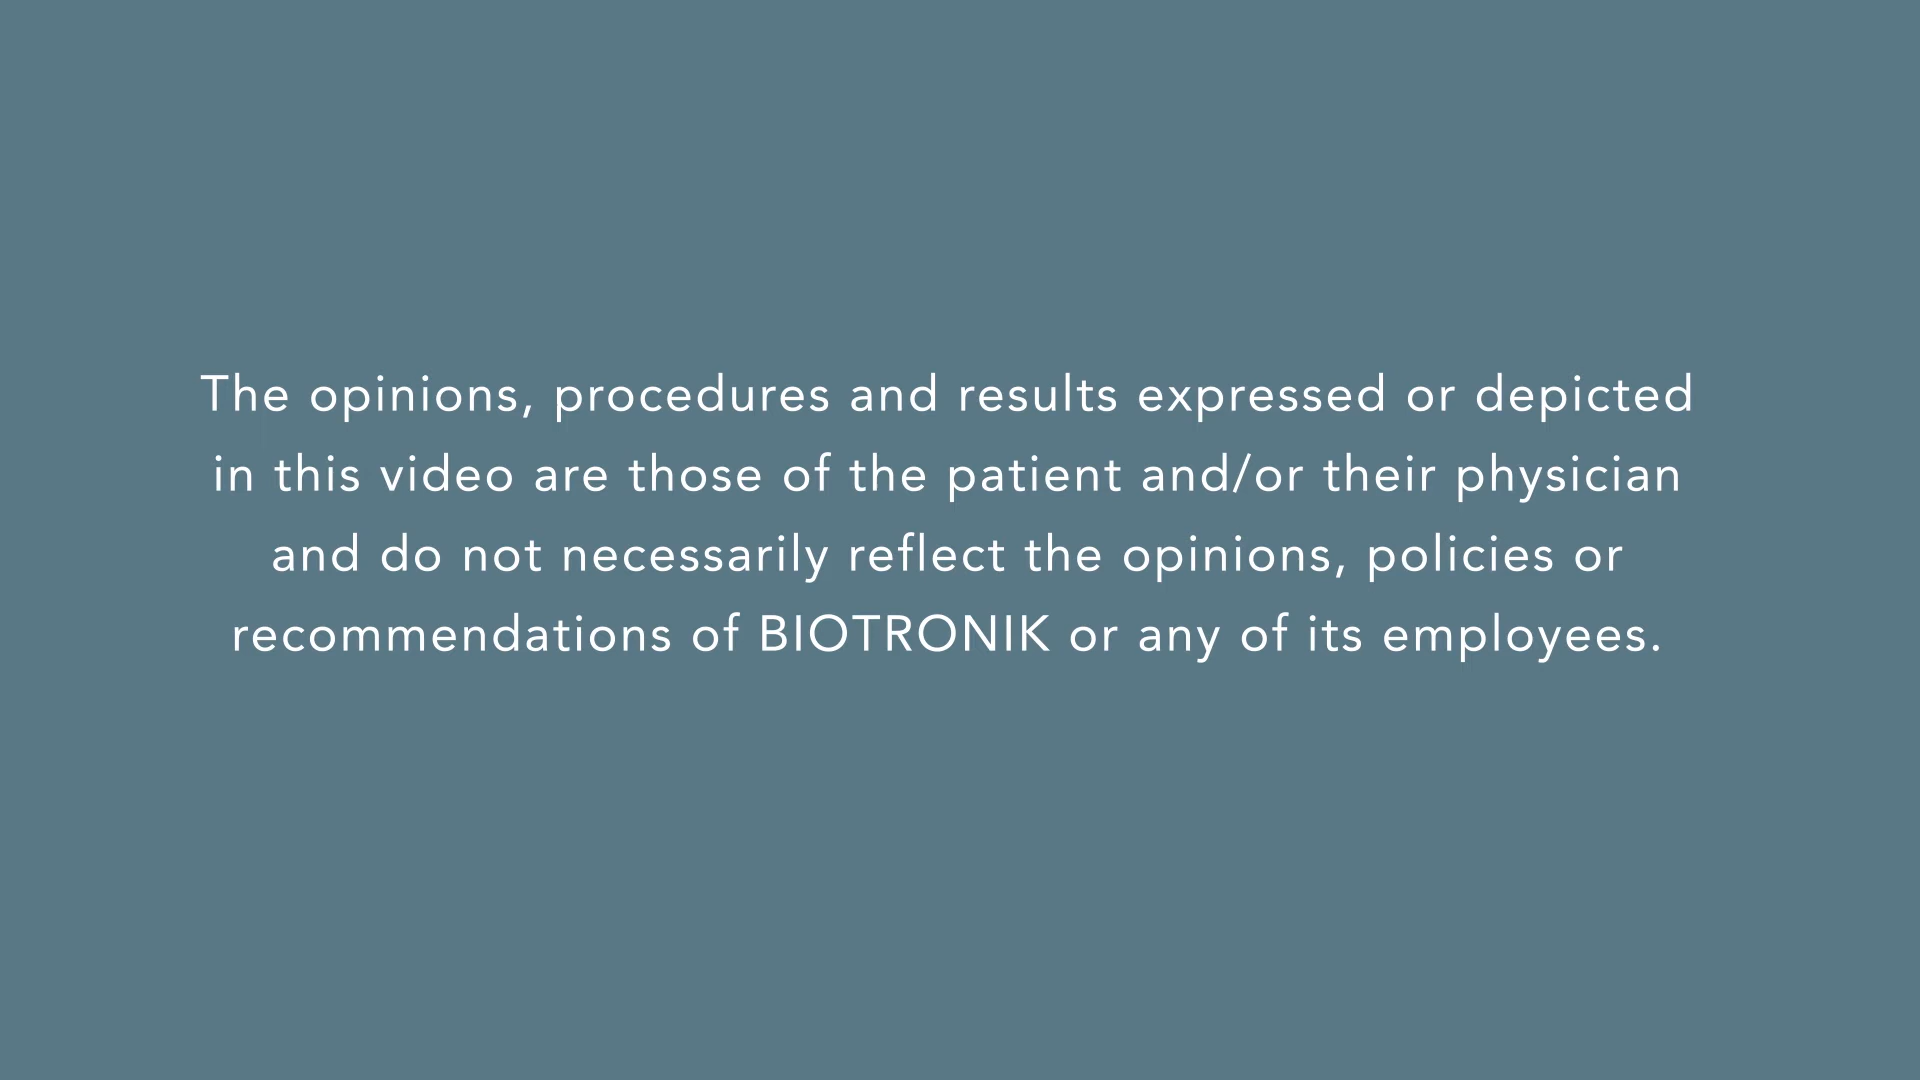 The opinions, procedures and results expressed or depicted
in this video are those of the patient and/or their physician
and do not necessarily reflect the opinions, policies or
recommendations of BIOTRONIK or any of its employees.